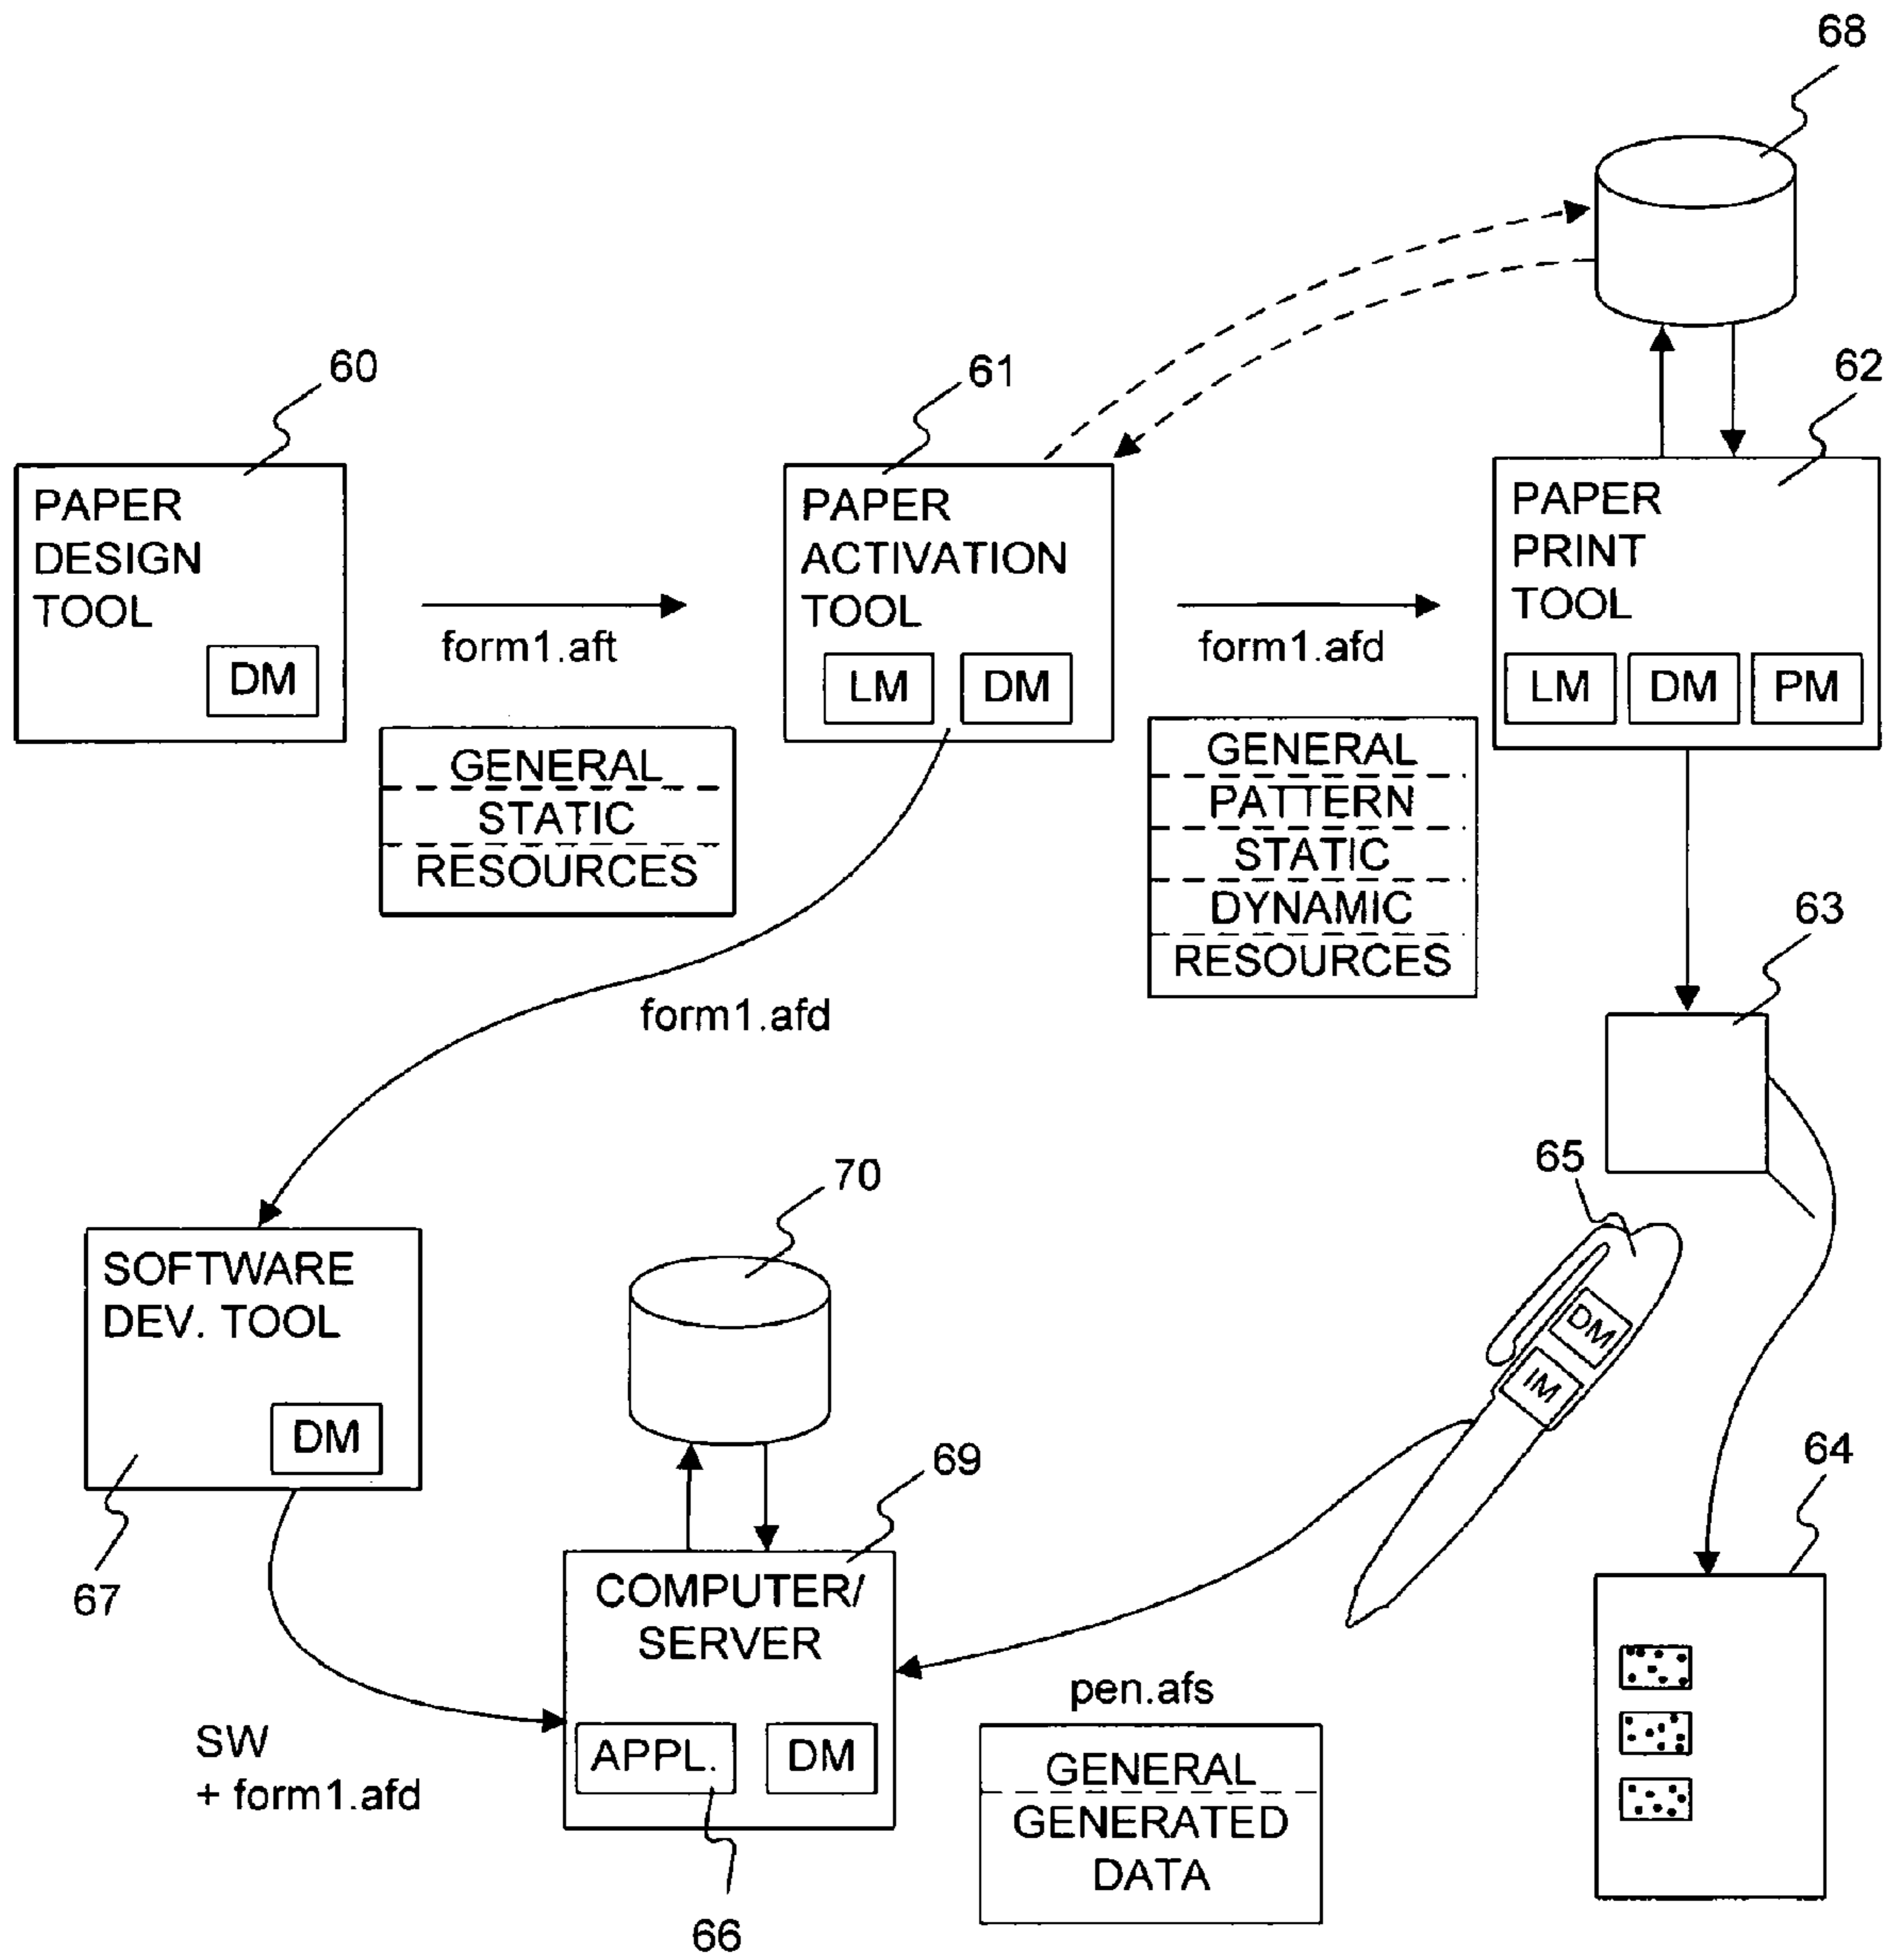 68
60
61
62
PAPER
DESIGN
TOOL
DM
form1.aft
GENERAL
STATIC
RESOURCES
PAPER
ACTIVATION
TOOL
LM
DM
form1.afd
GENERAL
PATTERN
STATIC
DYNAMIC
RESOURCES
PAPER
PRINT
TOOL
LM
DM
PM
63
form1.afd
65
70
SOFTWARE
DEV. TOOL
DM
67
DM
IM
69
64
COMPUTER/
SERVER
APPL.
DM
SW
+ form1.afd
pen.afs
GENERAL
GENERATED
DATA
66